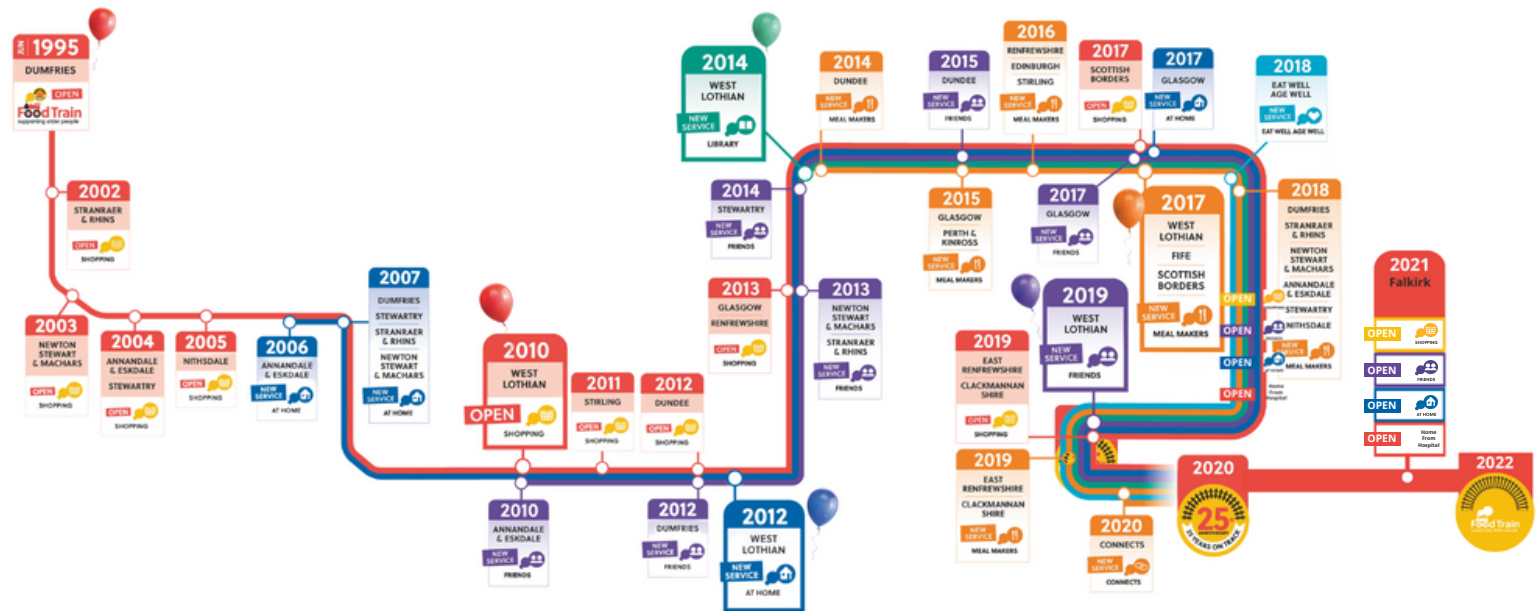 JUN 1995
DUMFRIES
OPEN
Food Train
supporting older people
2002
STRANRAER
& RHINS
OPEN
SHOPPING
2003
NEWTON
STEWART
& MACHARS
OPEN
SHOPPING
2004
ANNANDALE
& ESKDALE
STEWARTRY
OPEN
SHOPPING
2005
NITHSDALE
OPEN
SHOPPING
2006
ANNANDALE
& ESKDALE
NEW
SERVICE
AT HOME
2007
DUMFRIES
STEWARTRY
STRANRAER
& RHINS
NEWTON
STEWART
& MACHARS
NEW
SERVICE
AT HOME
2010
WEST
LOTHIAN
OPEN
SHOPPING
2010
ANNANDALE
& ESKDALE
NEW
SERVICE
FRIENDS
2011
STIRLING
OPEN
SHOPPING
2012
DUNDEE
OPEN
SHOPPING
2012
DUMFRIES
NEW
SERVICE
FRIENDS
2012
WEST
LOTHIAN
NEW
SERVICE
AT HOME
2013
GLASGOW
RENFREWSHIRE
OPEN
SHOPPING
2013
NEWTON
STEWART
& MACHARS
STRANRAER
& RHINS
NEW
SERVICE
FRIENDS
2014
STEWARTRY
NEW
SERVICE
FRIENDS
2014
WEST
LOTHIAN
NEW
SERVICE
LIBRARY
2014
DUNDEE
NEW
SERVICE
MEAL MAKERS
2015
DUNDEE
NEW
SERVICE
FRIENDS
2015
GLASGOW
PERTH &
KINROSS
NEW
SERVICE
MEAL MAKERS
2016
RENFREWSHIRE
EDINBURGH
STIRLING
NEW
SERVICE
MEAL MAKERS
2017
SCOTTISH
BORDERS
OPEN
SHOPPING
2017
GLASGOW
NEW
SERVICE
AT HOME
2017
GLASGOW
NEW
SERVICE
FRIENDS
2017
WEST
LOTHIAN
FIFE
SCOTTISH
BORDERS
NEW
SERVICE
MEAL MAKERS
2018
EAT WELL
AGE WELL
NEW
SERVICE
EAT WELL AGE WELL
2018
DUMFRIES
STRANRAER
& RHINS
NEWTON
STEWART
& MACHARS
ANNANDALE
& ESKDALE
STEWARTRY
NITHSDALE
NEW
SERVICE
MEAL MAKERS
OPEN
OPEN
OPEN
OPEN
Home
From
Hospital
2019
WEST
LOTHIAN
NEW
SERVICE
FRIENDS
2019
EAST
RENFREWSHIRE
CLACKMANNAN
SHIRE
OPEN
SHOPPING
2019
EAST
RENFREWSHIRE
CLACKMANNAN
SHIRE
NEW
SERVICE
MEAL MAKERS
2020
CONNECTS
NEW
SERVICE
CONNECTS
2020
25
ANNIVERSARY
25 YEARS ON TRACK
2021
Falkirk
OPEN
SHOPPING
OPEN
FRIENDS
OPEN
AT HOME
OPEN
Home
From
Hospital
2022
Food Train
supporting older people